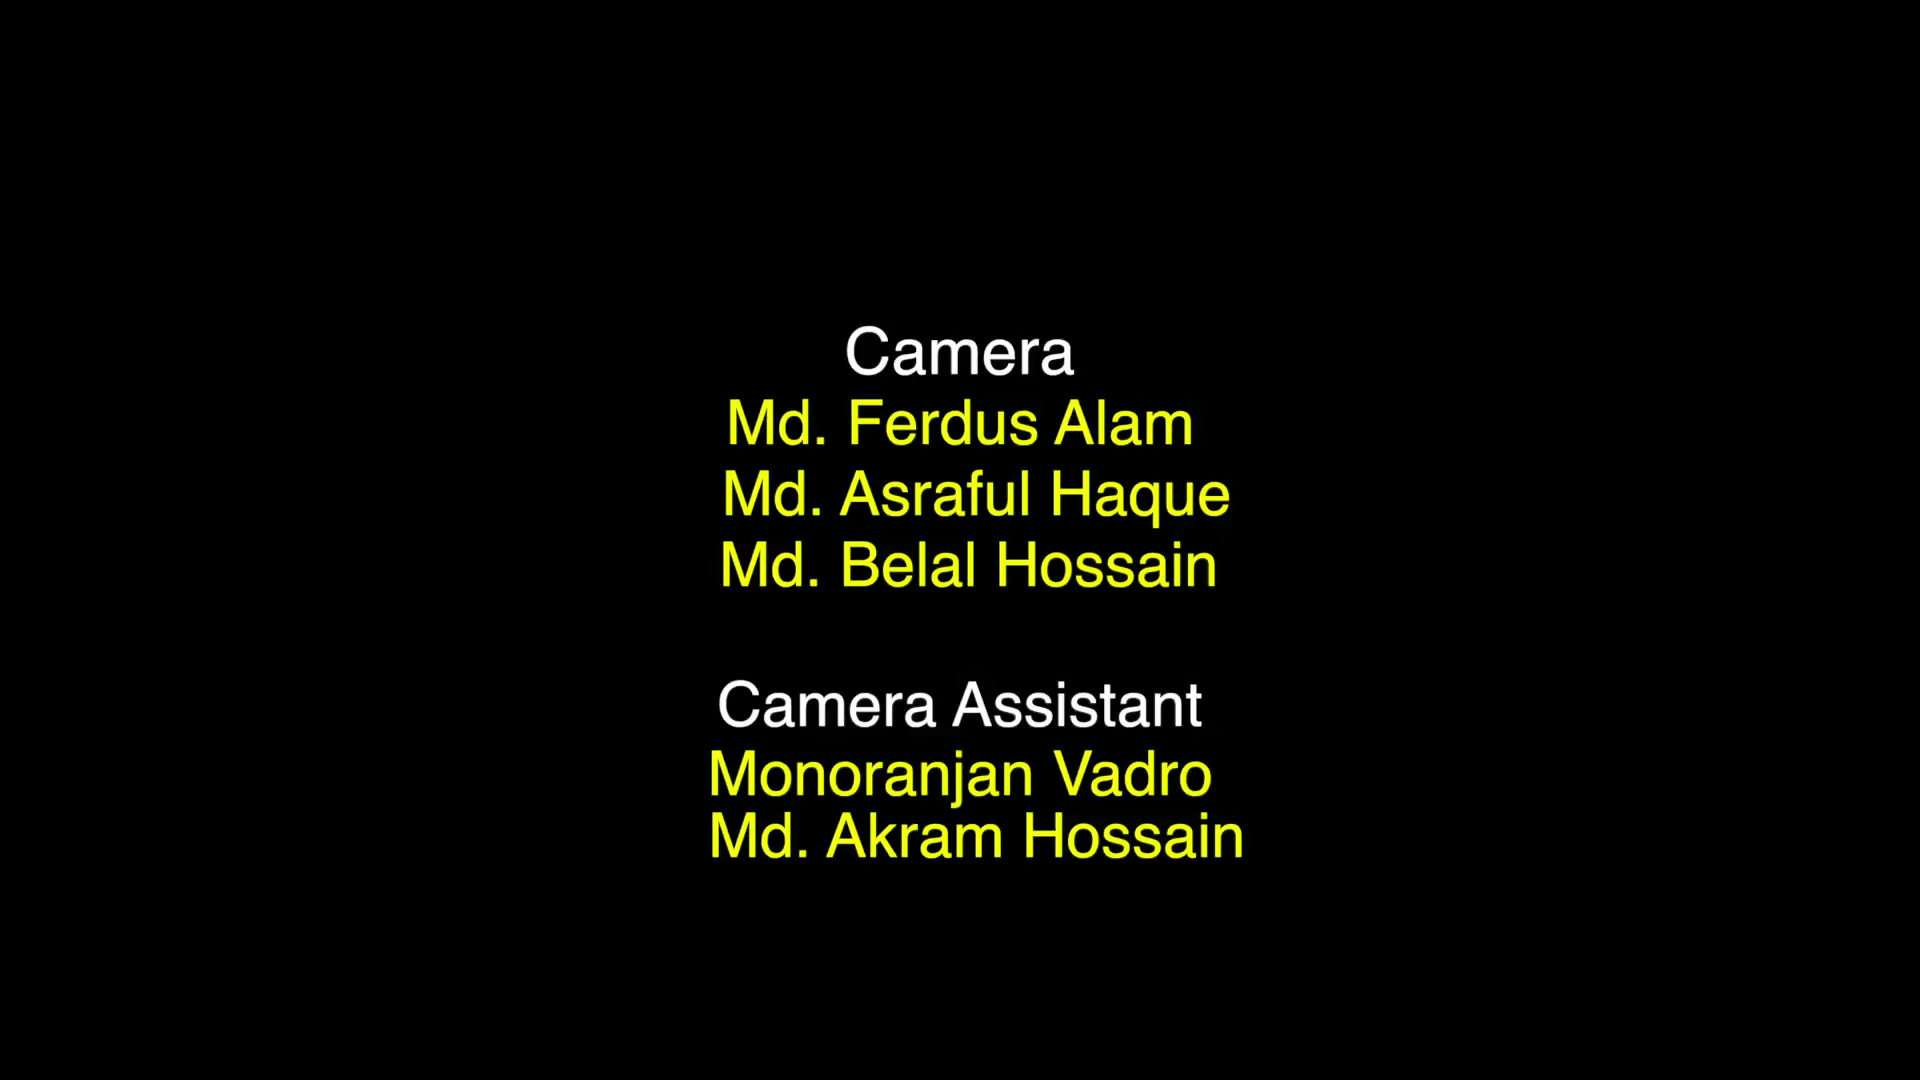 Camera
Md. Ferdus Alam
Md. Asraful Haque
Md. Belal Hossain
Camera Assistant
Monoranjan Vadro
Md. Akram Hossain